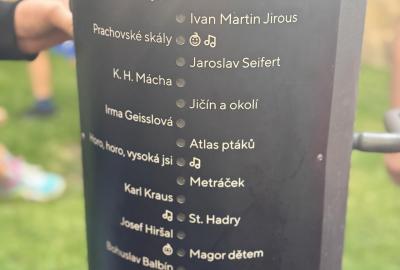 Ivan Martin Jirous
Prachovské skály
Jaroslav Seifert
K. H. Mácha
Jičín a okolí
Irma Geisslová
Atlas ptáků
Horo, horo, vysoká jsi
Metráček
Karl Kraus
St. Hadry
Josef Hiršal
Magor dětem
Bohuslav Balbín